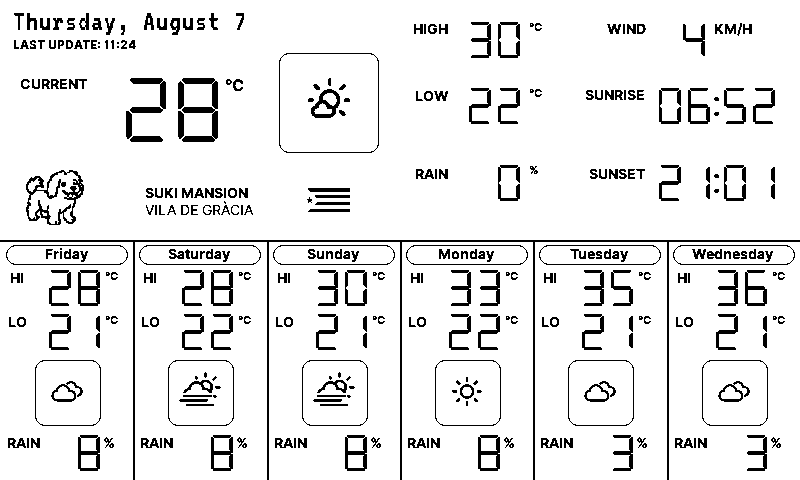 Thursday, August 7
LAST UPDATE: 11:24
CURRENT 28 °C
HIGH 30 °C
LOW 22 °C
RAIN 0 %
WIND 4 KM/H
SUNRISE 06:52
SUNSET 21:01
SUKI MANSION
VILA DE GRÀCIA
Friday
HI 28 °C
LO 21 °C
RAIN 8 %
Saturday
HI 28 °C
LO 22 °C
RAIN 8 %
Sunday
HI 30 °C
LO 21 °C
RAIN 8 %
Monday
HI 33 °C
LO 22 °C
RAIN 8 %
Tuesday
HI 35 °C
LO 21 °C
RAIN 3 %
Wednesday
HI 36 °C
LO 21 °C
RAIN 3 %